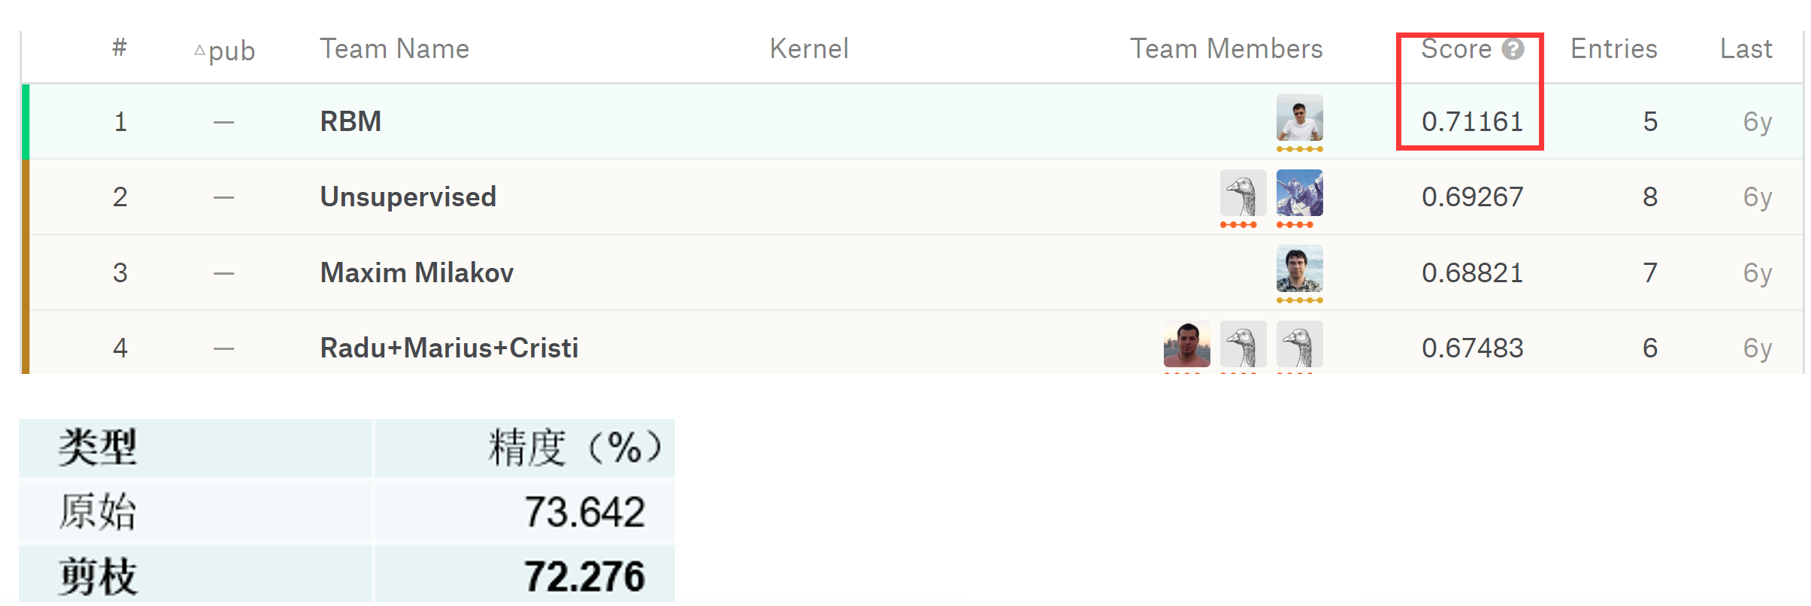 # △pub Team Name Kernel Team Members Score ? Entries Last
1 — RBM 0.71161 5 6y
2 — Unsupervised 0.69267 8 6y
3 — Maxim Milakov 0.68821 7 6y
4 — Radu+Marius+Cristi 0.67483 6 6y
类型 精度（%）
原始 73.642
剪枝 72.276